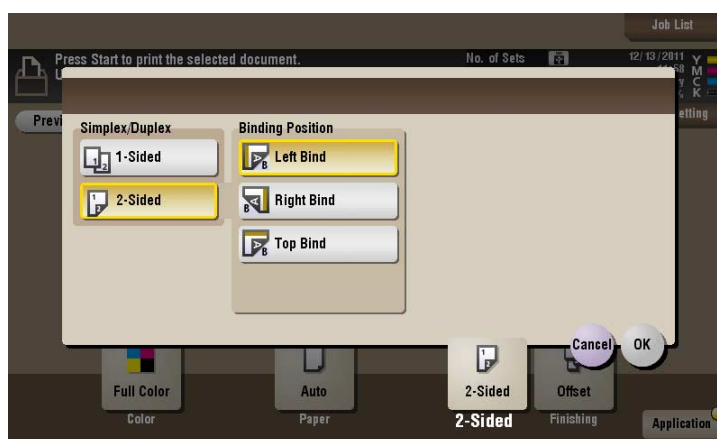 Job List
Press Start to print the selected document.
No. of Sets
12/13/2011
Y
M
C
K
Simplex/Duplex
Binding Position
1-Sided
Left Bind
2-Sided
Right Bind
Top Bind
Cancel
OK
Full Color
Auto
2-Sided
Offset
Color
Paper
2-Sided
Finishing
Application